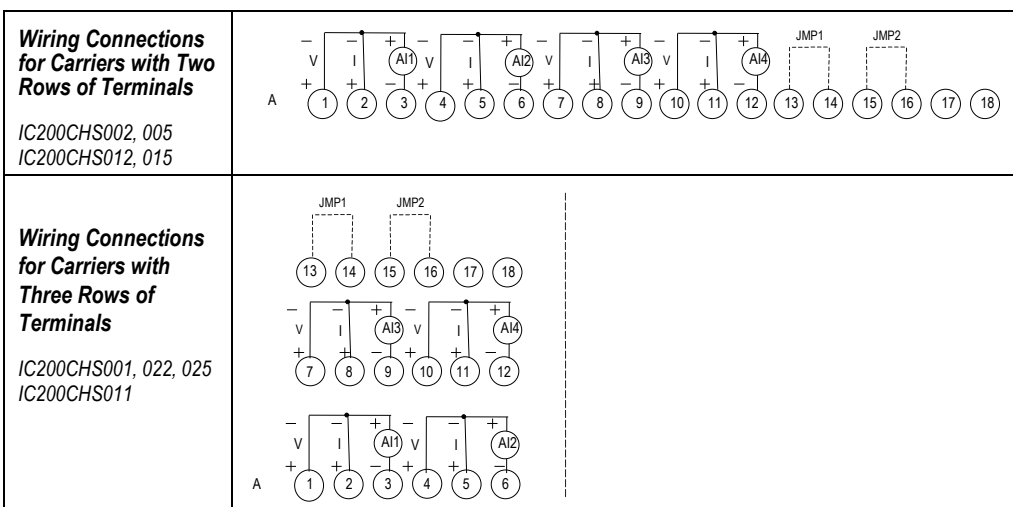 Wiring Connections
for Carriers with Two
Rows of Terminals
IC200CHS002, 005
IC200CHS012, 015
– – + – – + – – + – – + JMP1 JMP2
V I AI1 V I AI2 V I AI3 V I AI4
+ + – + + – + + – + + –
A 1 2 3 4 5 6 7 8 9 10 11 12 13 14 15 16 17 18
Wiring Connections
for Carriers with
Three Rows of
Terminals
IC200CHS001, 022, 025
IC200CHS011
JMP1 JMP2
13 14 15 16 17 18
– – + – – +
V I AI3 V I AI4
+ + – + + –
7 8 9 10 11 12
– – + – – +
V I AI1 V I AI2
+ + – + + –
A 1 2 3 4 5 6